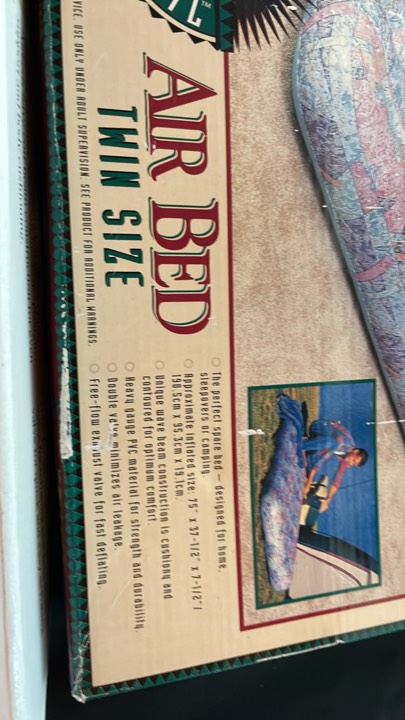 TM
AIR BED
TWIN SIZE
VICE. USE ONLY UNDER ADULT SUPERVISION. SEE PRODUCT FOR ADDITIONAL WARNINGS.
The perfect spare bed — designed for home,
sleepovers or camping.
Approximate inflated size: 75" x 37-1/2" x 7-1/2"/
190.5cm x 95.3cm x 19.1cm.
Unique wave beam construction is cushiony and
contoured for optimum comfort.
Heavy gauge PVC material for strength and durability.
Double valve minimizes air leakage.
Free-flow exhaust valve for fast deflating.